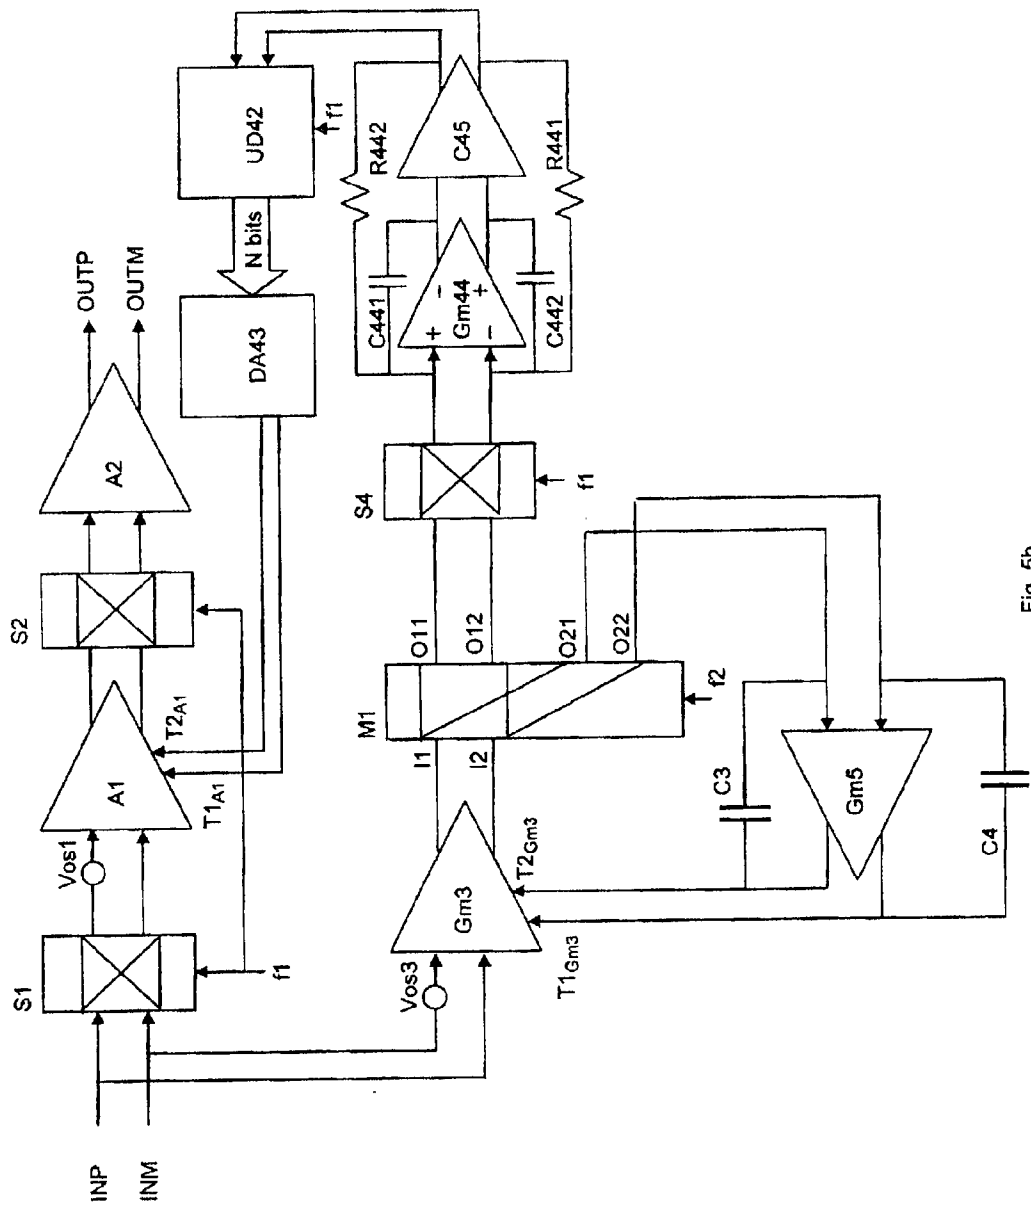 INP
INM
S1
f1
Vos1
A1
T1A1
T2A1
S2
A2
OUTP
OUTM
DA43
N bits
UD42
f1
Vos3
Gm3
T1Gm3
T2Gm3
M1
I1
I2
O11
O12
O21
O22
f2
S4
f1
C441
+
-
Gm44
-
+
C442
R442
C45
R441
C3
Gm5
C4
Fig. 5b